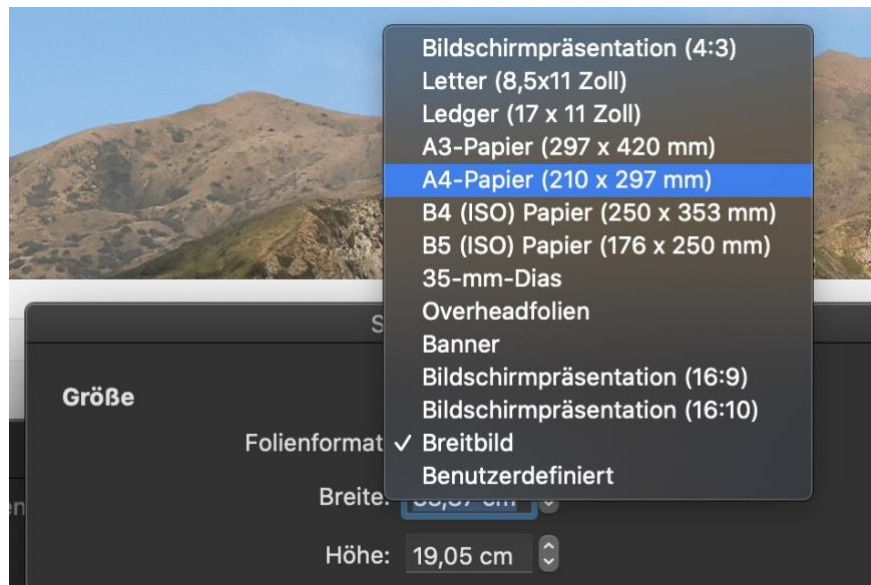 Bildschirmpräsentation (4:3)
Letter (8,5x11 Zoll)
Ledger (17 x 11 Zoll)
A3-Papier (297 x 420 mm)
A4-Papier (210 x 297 mm)
B4 (ISO) Papier (250 x 353 mm)
B5 (ISO) Papier (176 x 250 mm)
35-mm-Dias
Overheadfolien
Banner
Bildschirmpräsentation (16:9)
Größe
Bildschirmpräsentation (16:10)
Folienformat ✓ Breitbild
Benutzerdefiniert
Breite:
Höhe: 19,05 cm